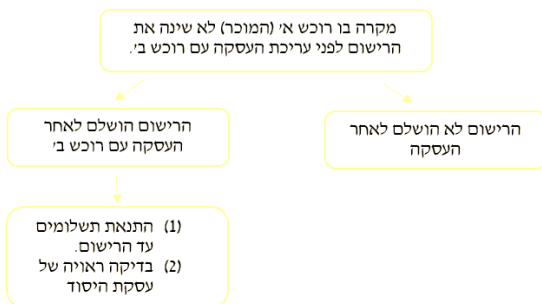 מקרה בו רוכש א׳ (המוכר) לא שינה את
הרישום לפני עריכת העסקה עם רוכש ב׳.
הרישום לא הושלם לאחר
העסקה
הרישום הושלם לאחר
העסקה עם רוכש ב׳
(1) התנאת תשלומים
עד הרישום.
(2) בדיקה ראויה של
עסקת היסוד